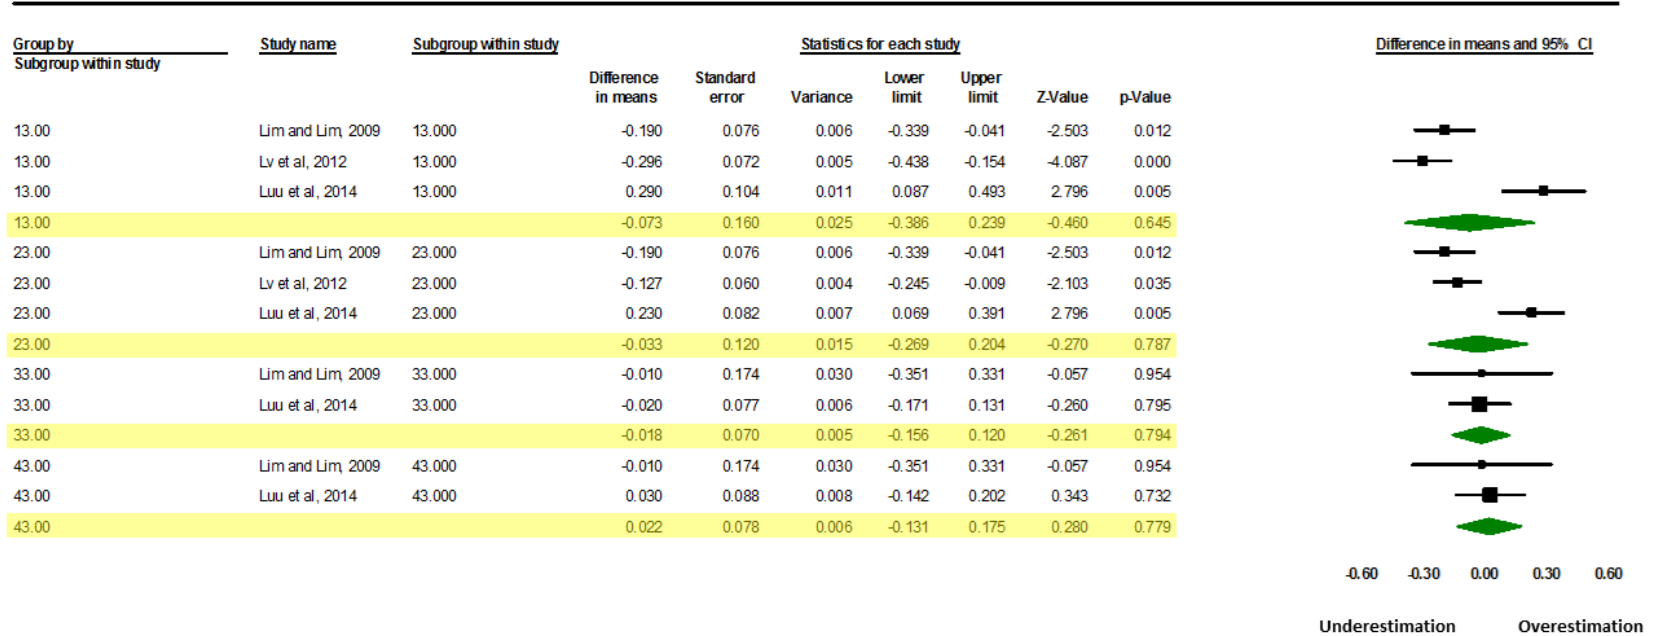 Group by Study name Subgroup within study Statistics for each study Difference in means and 95% CI
Subgroup within study
Difference Standard Lower Upper
in means error Variance limit limit Z-Value p-Value
13.00 Lim and Lim, 2009 13.000 -0.190 0.076 0.006 -0.339 -0.041 -2.503 0.012
13.00 Lv et al, 2012 13.000 -0.296 0.072 0.005 -0.438 -0.154 -4.087 0.000
13.00 Luu et al, 2014 13.000 0.290 0.104 0.011 0.087 0.493 2.796 0.005
13.00 -0.073 0.160 0.025 -0.386 0.239 -0.460 0.645
23.00 Lim and Lim, 2009 23.000 -0.190 0.076 0.006 -0.339 -0.041 -2.503 0.012
23.00 Lv et al, 2012 23.000 -0.127 0.060 0.004 -0.245 -0.009 -2.103 0.035
23.00 Luu et al, 2014 23.000 0.230 0.082 0.007 0.069 0.391 2.796 0.005
23.00 -0.033 0.120 0.015 -0.269 0.204 -0.270 0.787
33.00 Lim and Lim, 2009 33.000 -0.010 0.174 0.030 -0.351 0.331 -0.057 0.954
33.00 Luu et al, 2014 33.000 -0.020 0.077 0.006 -0.171 0.131 -0.260 0.795
33.00 -0.018 0.070 0.005 -0.156 0.120 -0.261 0.794
43.00 Lim and Lim, 2009 43.000 -0.010 0.174 0.030 -0.351 0.331 -0.057 0.954
43.00 Luu et al, 2014 43.000 0.030 0.088 0.008 -0.142 0.202 0.343 0.732
43.00 0.022 0.078 0.006 -0.131 0.175 0.280 0.779
-0.60 -0.30 0.00 0.30 0.60
Underestimation Overestimation